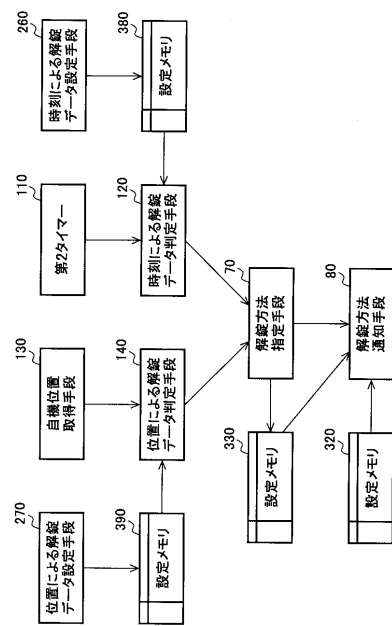 260
時刻による解錠
データ設定手段
380
設定メモリ
110
第2タイマー
120
時刻による解錠
データ判定手段
130
自機位置
取得手段
140
位置による解錠
データ判定手段
270
位置による解錠
データ設定手段
390
設定メモリ
70
解錠方法
指定手段
80
解錠方法
通知手段
330
設定メモリ
320
設定メモリ